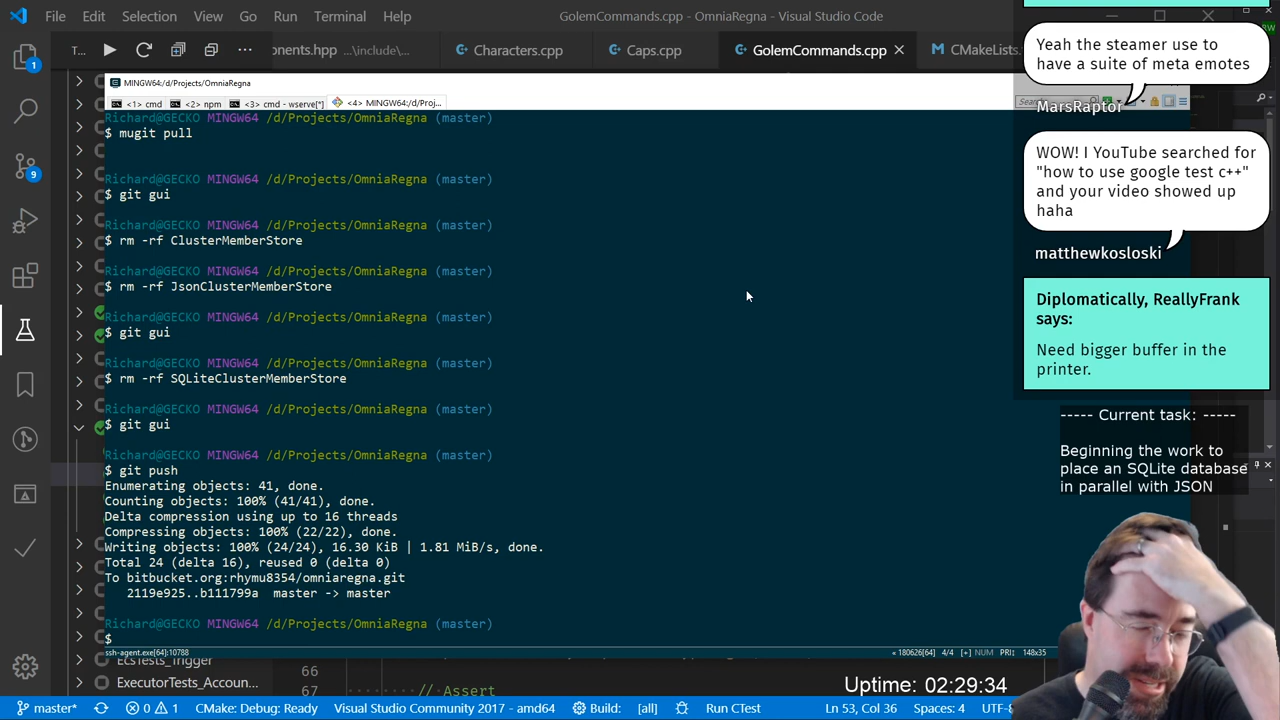 File Edit Selection View Go Run Terminal Help
GolemCommands.cpp - OmniaRegna - Visual Studio Code
T...
onents.hpp ...\include\...
Characters.cpp
Caps.cpp
GolemCommands.cpp
CMakeLists.
MINGW64:/d/Projects/OmniaRegna
<1> cmd
<2> npm
<3> cmd - wserve[*]
<4> MINGW64:/d/Proj...
Richard@GECKO MINGW64 /d/Projects/OmniaRegna (master)
$ mugit pull
Richard@GECKO MINGW64 /d/Projects/OmniaRegna (master)
$ git gui
Richard@GECKO MINGW64 /d/Projects/OmniaRegna (master)
$ rm -rf ClusterMemberStore
Richard@GECKO MINGW64 /d/Projects/OmniaRegna (master)
$ rm -rf JsonClusterMemberStore
Richard@GECKO MINGW64 /d/Projects/OmniaRegna (master)
$ git gui
Richard@GECKO MINGW64 /d/Projects/OmniaRegna (master)
$ rm -rf SQLiteClusterMemberStore
Richard@GECKO MINGW64 /d/Projects/OmniaRegna (master)
$ git gui
Richard@GECKO MINGW64 /d/Projects/OmniaRegna (master)
$ git push
Enumerating objects: 41, done.
Counting objects: 100% (41/41), done.
Delta compression using up to 16 threads
Compressing objects: 100% (22/22), done.
Writing objects: 100% (24/24), 16.30 KiB | 1.81 MiB/s, done.
Total 24 (delta 16), reused 0 (delta 0)
To bitbucket.org:rhymu8354/omniaregna.git
2119e925..b111799a master -> master
Richard@GECKO MINGW64 /d/Projects/OmniaRegna (master)
$
ssh-agent.exe[64]:10788
« 180626[64] 4/4 [+] NUM PRI: 148x35
1
9
EcsTests_Trigger
ExecutorTests_Accoun...
66
67 // Assert
Yeah the steamer use to
have a suite of meta emotes
MarsRaptor
WOW! I YouTube searched for
"how to use google test c++"
and your video showed up
haha
matthewkosloski
Diplomatically, ReallyFrank
says:
Need bigger buffer in the
printer.
----- Current task: -----
Beginning the work to
place an SQLite database
in parallel with JSON
Uptime: 02:29:34
master* 0 1 CMake: Debug: Ready Visual Studio Community 2017 - amd64 Build: [all] Run CTest Ln 53, Col 36 Spaces: 4 UTF-8